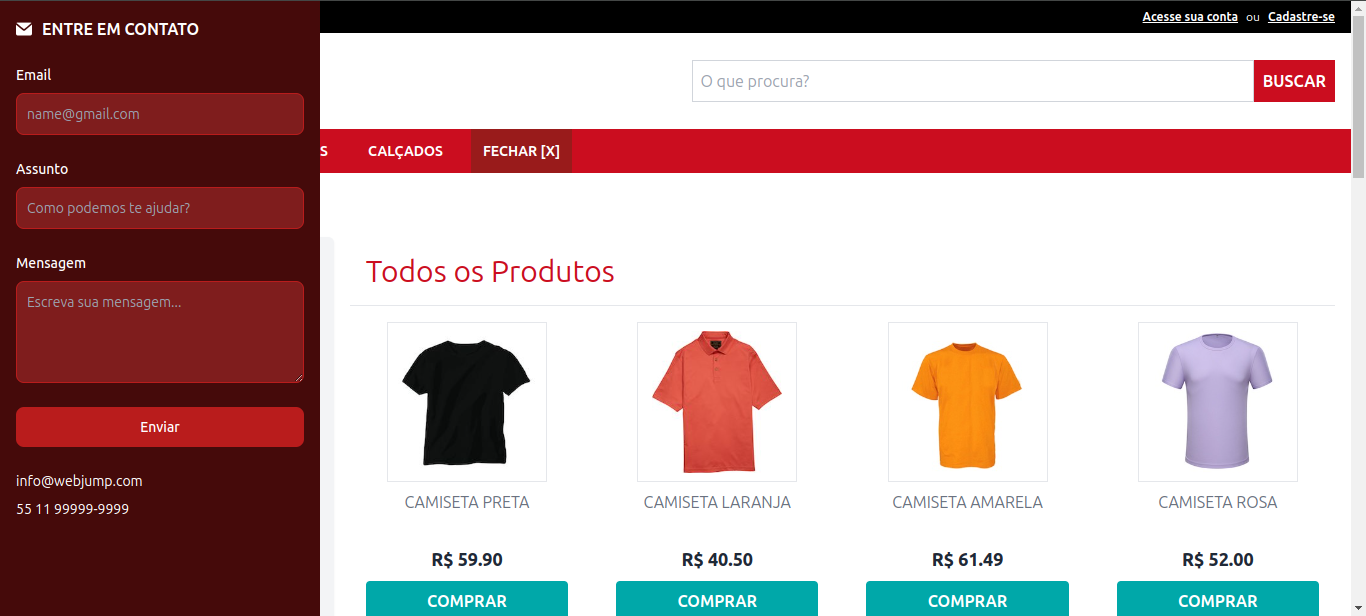 ENTRE EM CONTATO
Email
name@gmail.com
Assunto
Como podemos te ajudar?
Mensagem
Escreva sua mensagem...
Enviar
info@webjump.com
55 11 99999-9999
Acesse sua conta ou Cadastre-se
O que procura? BUSCAR
S CALÇADOS FECHAR [X]
Todos os Produtos
CAMISETA PRETA CAMISETA LARANJA CAMISETA AMARELA CAMISETA ROSA
R$ 59.90 R$ 40.50 R$ 61.49 R$ 52.00
COMPRAR COMPRAR COMPRAR COMPRAR